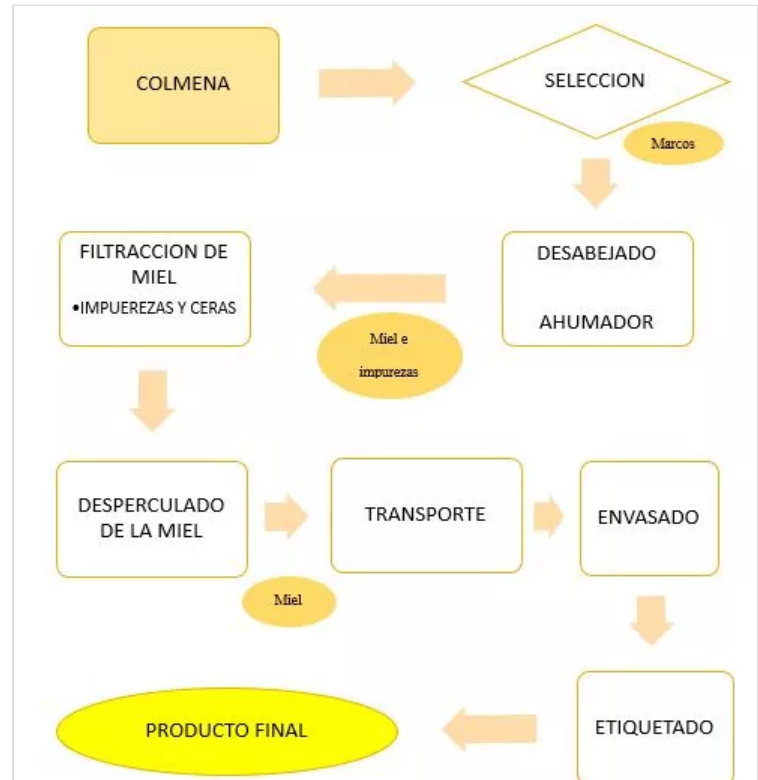 COLMENA
SELECCION
Marcos
DESABEJADO
AHUMADOR
Miel e
impurezas
FILTRACCION DE
MIEL
•IMPUEREZAS Y CERAS
DESPERCULADO
DE LA MIEL
Miel
TRANSPORTE
ENVASADO
ETIQUETADO
PRODUCTO FINAL